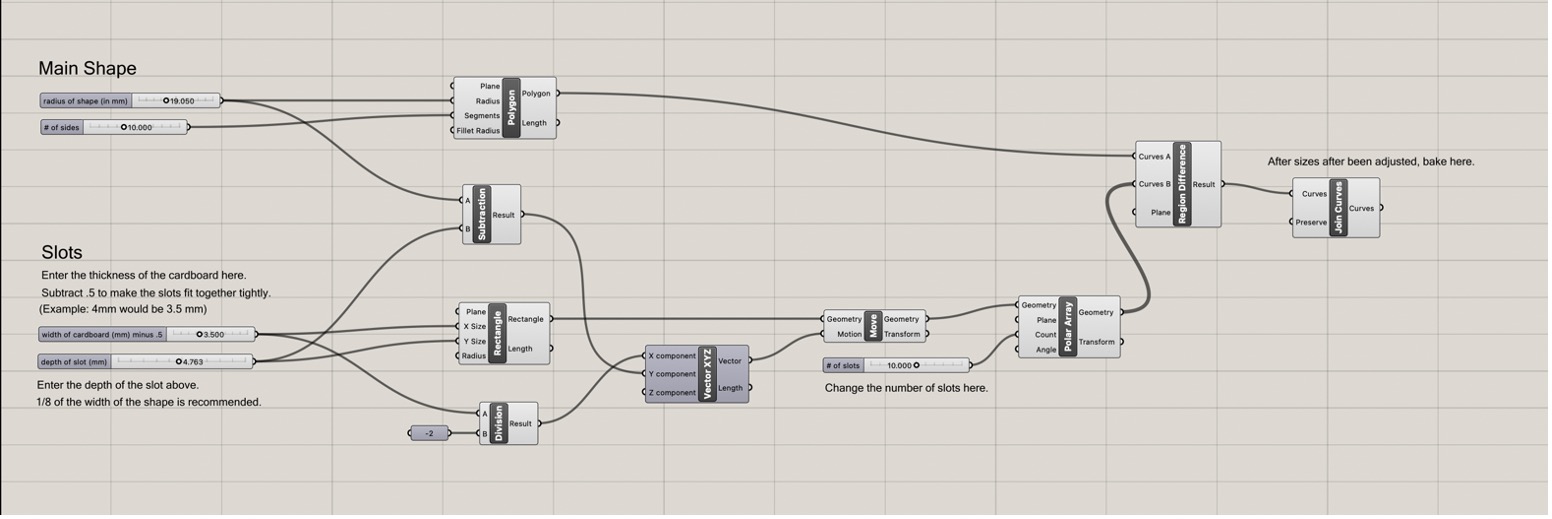 Main Shape
radius of shape (in mm) 19.050
# of sides 10.000
Plane
Radius
Segments
Fillet Radius
Polygon
Polygon
Length
A
B
Subtraction
Result
Slots
Enter the thickness of the cardboard here.
Subtract .5 to make the slots fit together tightly.
(Example: 4mm would be 3.5 mm)
width of cardboard (mm) minus .5 3.500
depth of slot (mm) 4.763
Enter the depth of the slot above.
1/8 of the width of the shape is recommended.
Plane
X Size
Y Size
Radius
Rectangle
Rectangle
Length
-2
A
B
Division
Result
X component
Y component
Z component
Vector XYZ
Vector
Length
Geometry
Motion
Move
Geometry
Transform
# of slots 10.000
Change the number of slots here.
Geometry
Plane
Count
Angle
Polar Array
Geometry
Transform
Curves A
Curves B
Plane
Region Difference
Result
After sizes after been adjusted, bake here.
Curves
Preserve
Join Curves
Curves